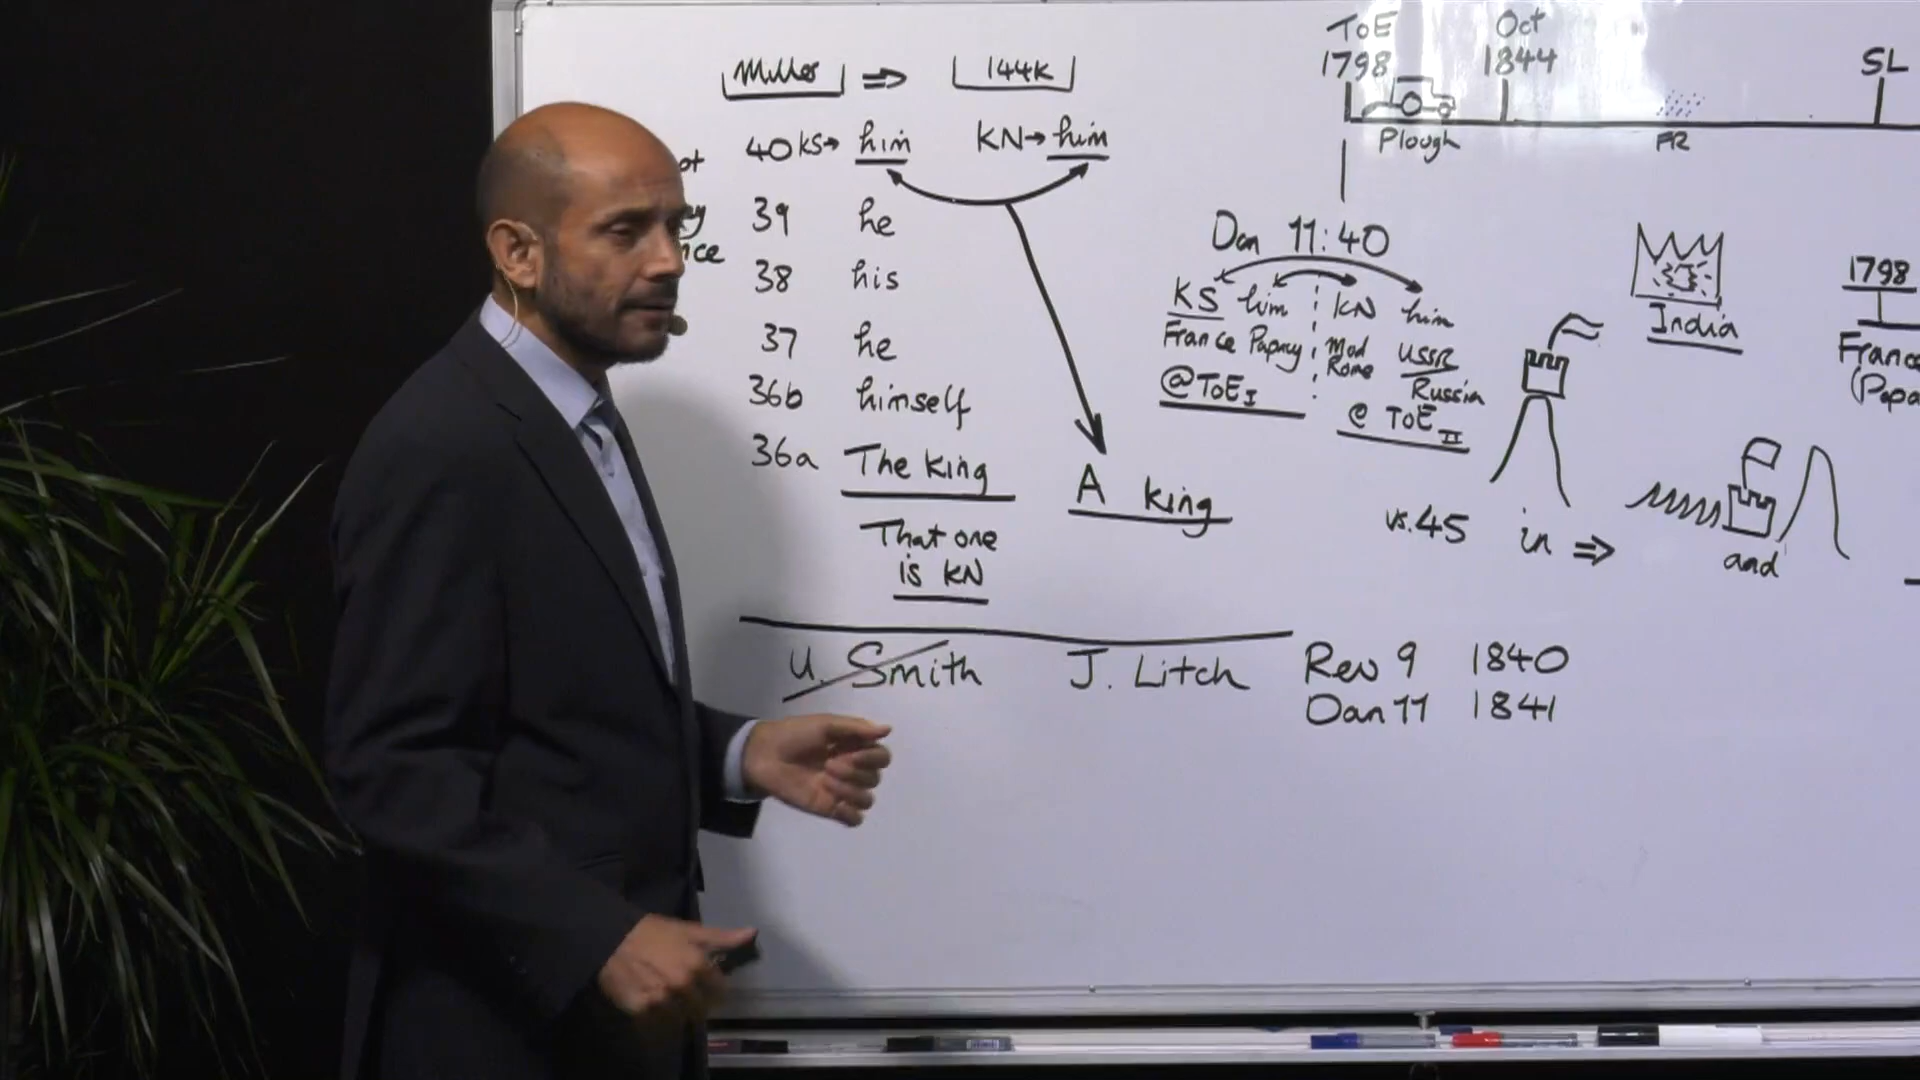 Miller ⇒ 144K
40 KS→ him KN→ him
39 he
38 his
37 he
36b himself
36a The King
A king
That one
is KN
U. Smith J. Litch Rev 9 1840
Dan 11 1841
ToE Oct
1798 1844 SL
Plough
Dan 11:40
KS him KN him
France Papacy Mod Rome USSR
Russia
@ToE I @ ToE II
India
1798
vs. 45 in ⇒ and